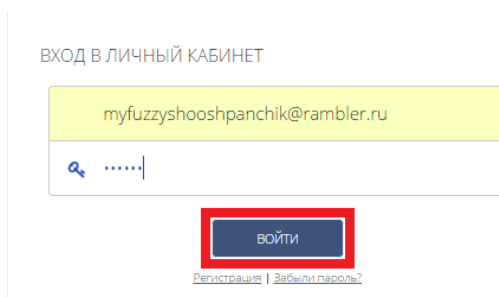 ВХОД В ЛИЧНЫЙ КАБИНЕТ
myfuzzyshooshpanchik@rambler.ru
••••••
ВОЙТИ
Регистрация | Забыли пароль?